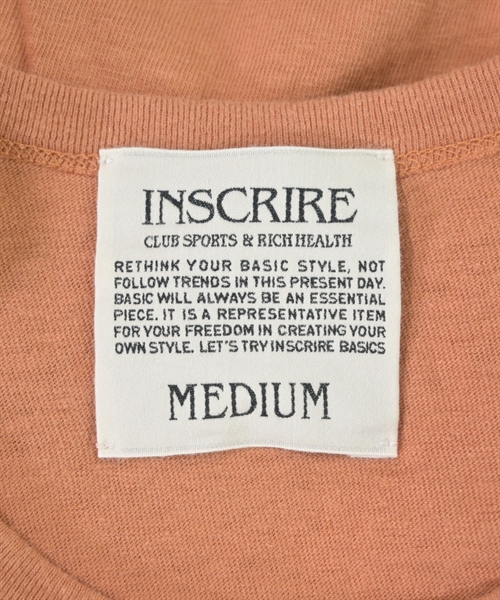 INSCRIRE
CLUB SPORTS & RICH HEALTH
RETHINK YOUR BASIC STYLE, NOT
FOLLOW TRENDS IN THIS PRESENT DAY.
BASIC WILL ALWAYS BE AN ESSENTIAL
PIECE. IT IS A REPRESENTATIVE ITEM
FOR YOUR FREEDOM IN CREATING YOUR
OWN STYLE. LET'S TRY INSCRIRE BASICS
MEDIUM